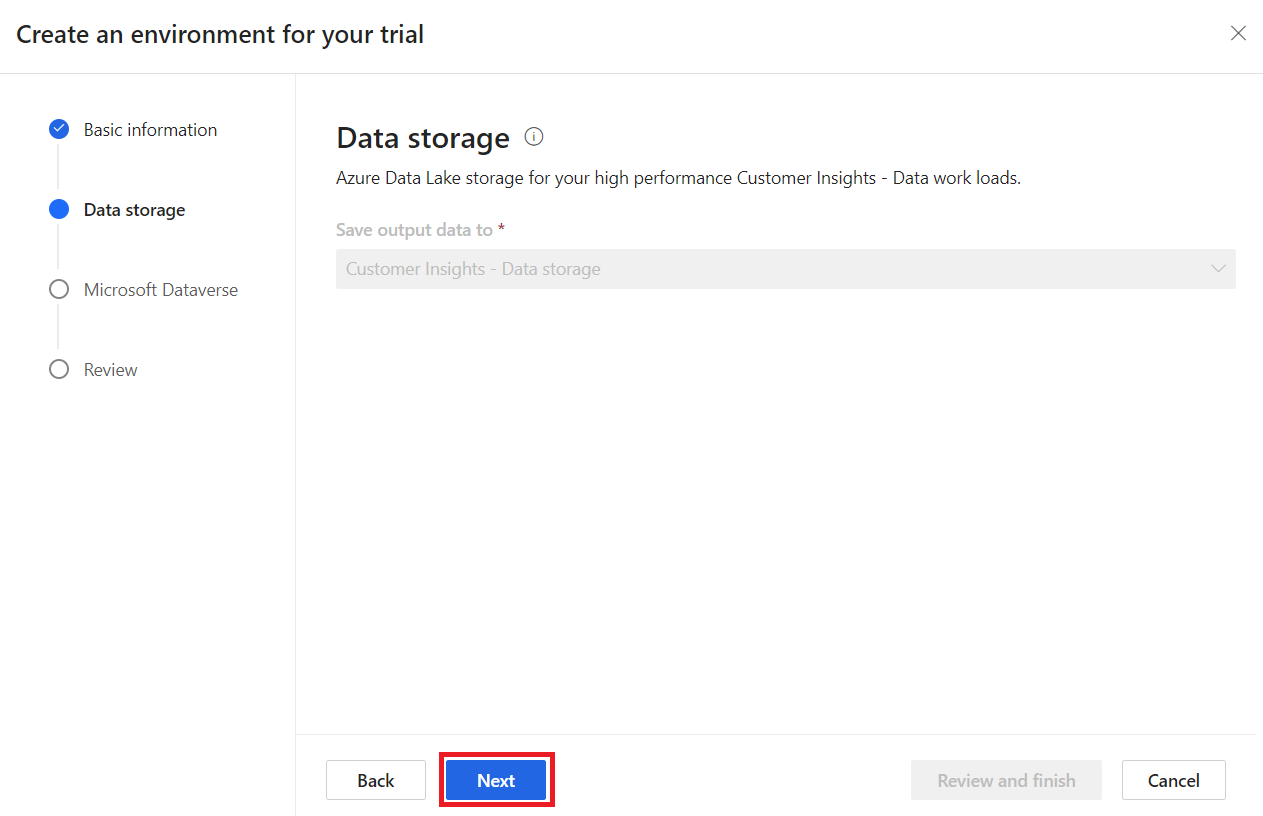 Create an environment for your trial
Basic information
Data storage
Microsoft Dataverse
Review
Data storage
Azure Data Lake storage for your high performance Customer Insights - Data work loads.
Save output data to *
Customer Insights - Data storage
Back
Next
Review and finish
Cancel